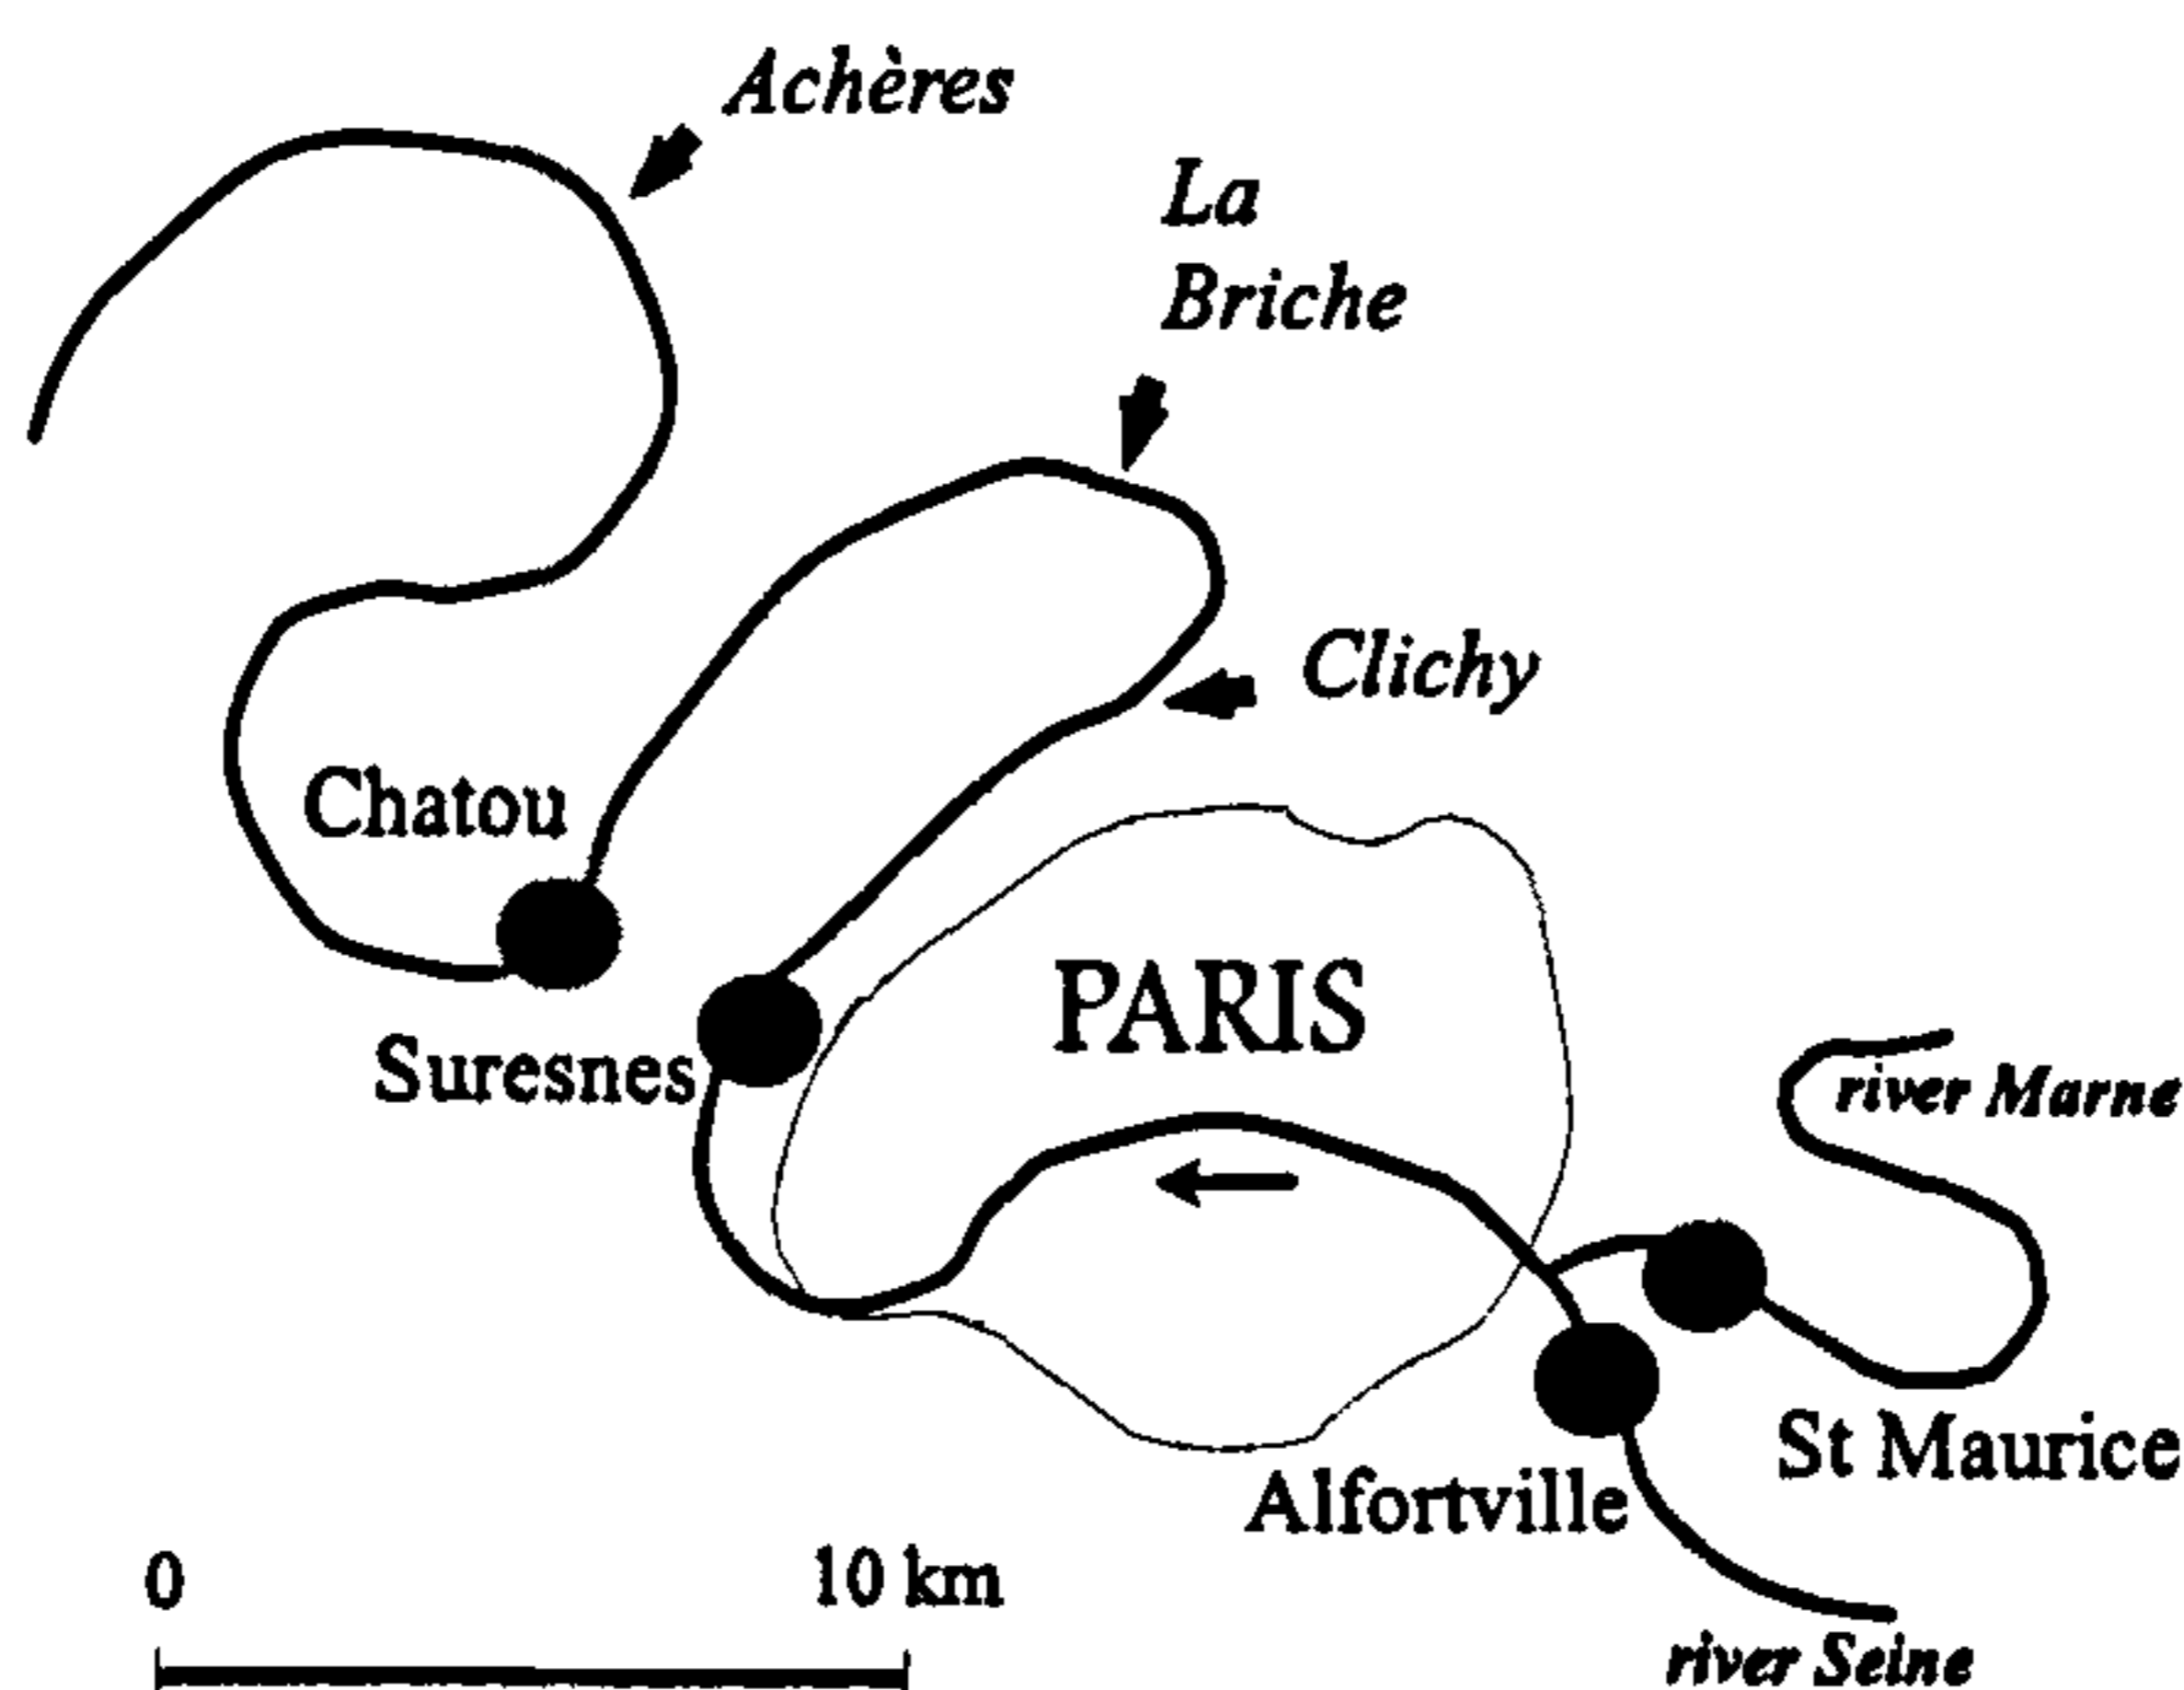 Achères
La
Briche
Clichy
Chatou
PARIS
Suresnes
river Marne
St Maurice
Alfortville
0 10 km
river Seine